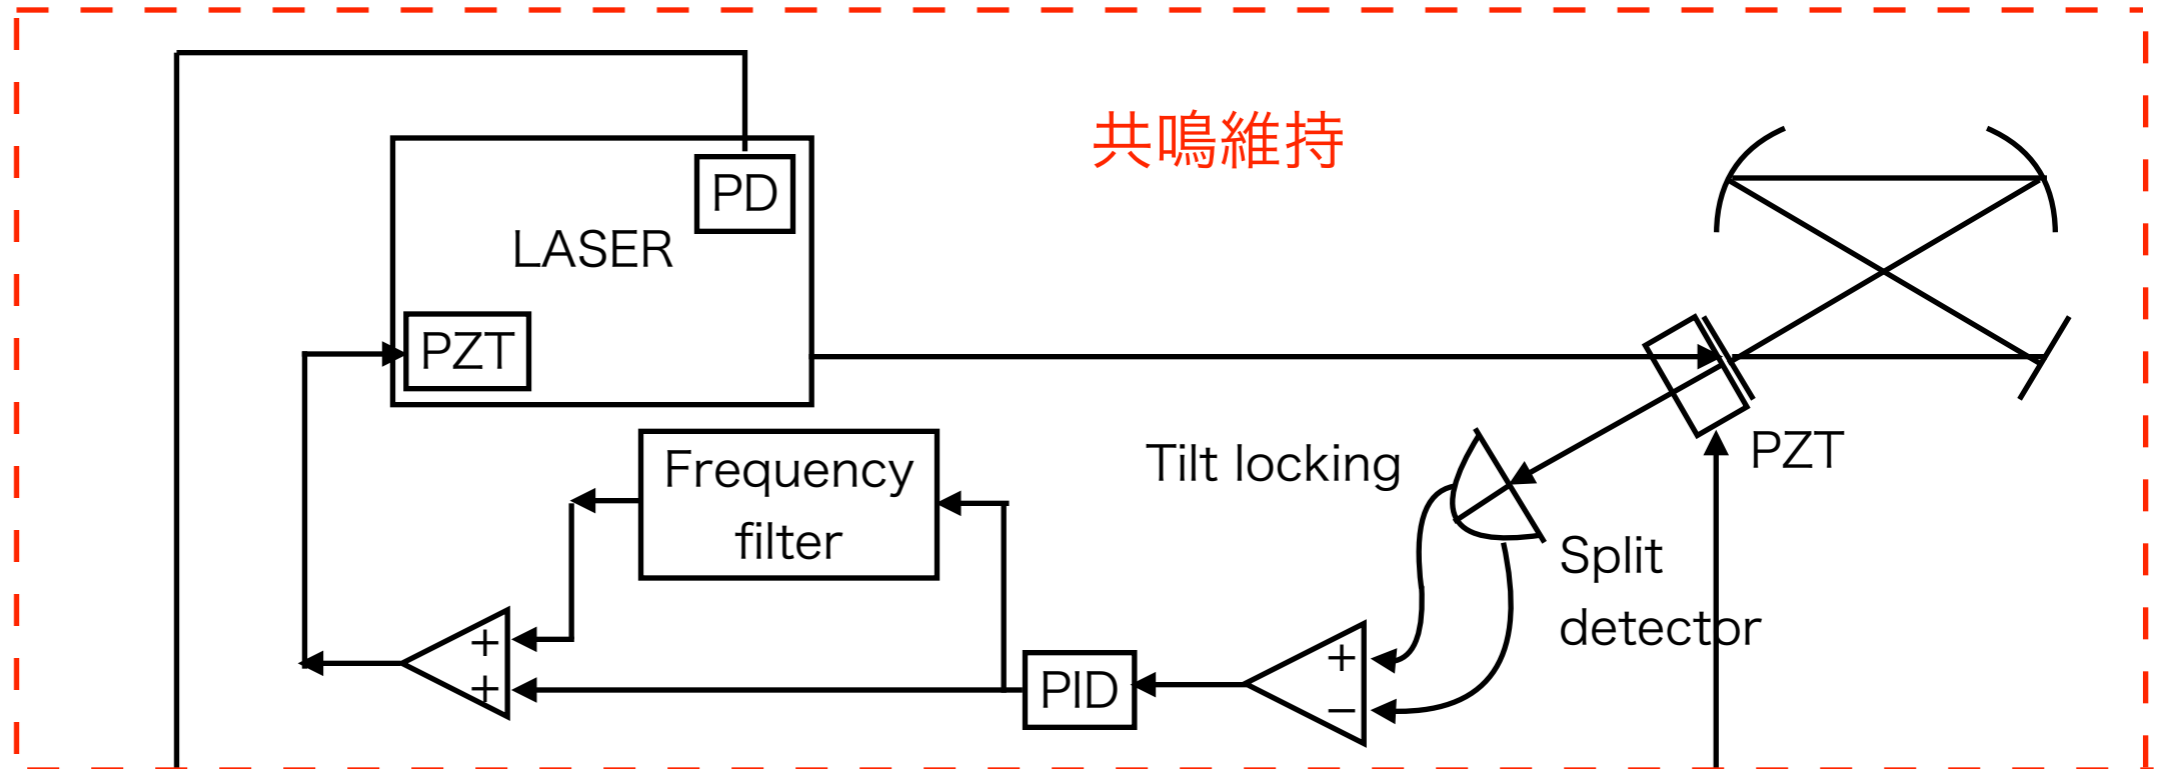 共鳴維持
PD
LASER
PZT
Frequency
filter
Tilt locking
PZT
Split
detector
+
+
PID
+
−